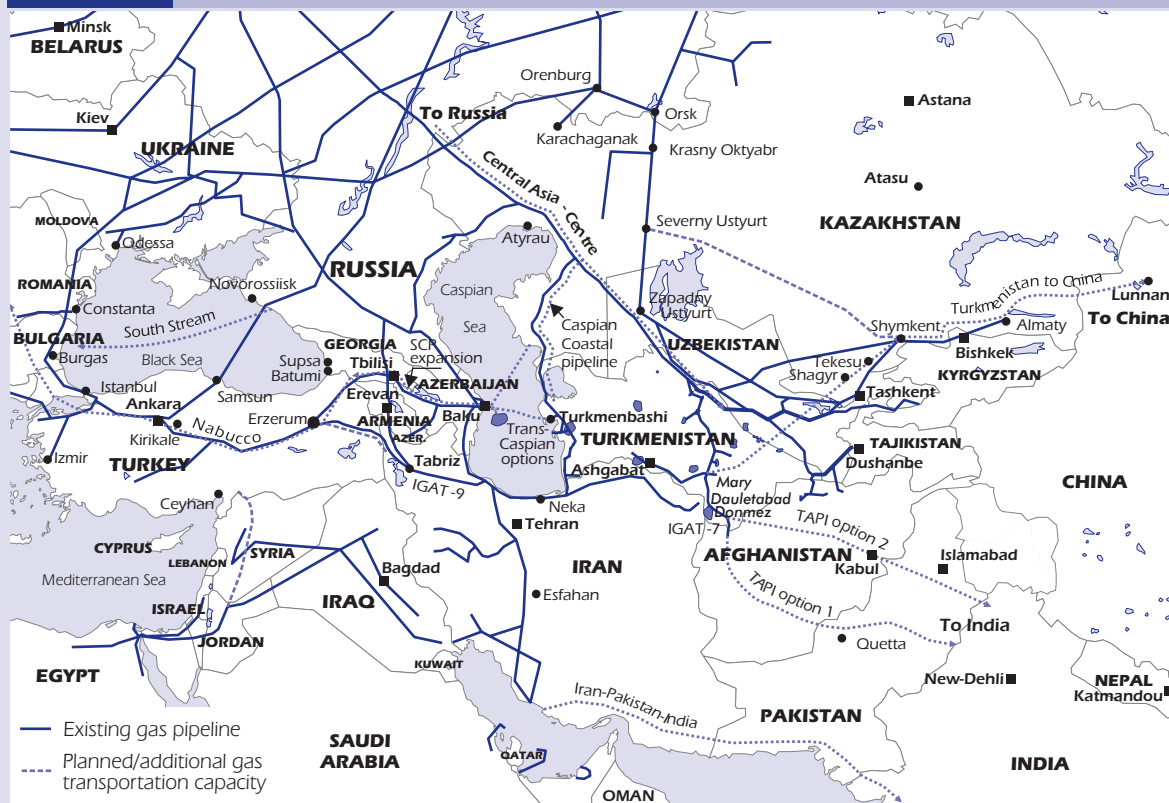 Minsk
BELARUS
Kiev
UKRAINE
MOLDOVA
Odessa
ROMANIA
Constanta
BULGARIA
Burgas
Istanbul
South Stream
Black Sea
Novorossiisk
RUSSIA
To Russia
Orenburg
Orsk
Karachaganak
Krasny Oktyabr
Central Asia - Centre
Astana
Atasu
KAZAKHSTAN
Severny Ustyurt
Atyrau
Caspian
Sea
Caspian
Coastal
pipeline
Zapadny
Ustyurt
UZBEKISTAN
Turkmenistan to China
Lunnan
To China
Shymkent
Almaty
Bishkek
KYRGYZSTAN
Tekesu
Shagyr
Tashkent
GEORGIA
SCP
expansion
Tbilisi
Supsa
Batumi
AZERBAIJAN
Erevan
ARMENIA
AZER.
Baku
Samsun
Ankara
Kirikale
Nabucco
Erzerum
TURKEY
Izmir
Ceyhan
Tabriz
IGAT -9
Turkmenbashi
Trans-
Caspian
options
TURKMENISTAN
Ashgabat
Mary
Dauletabad
Donmez
IGAT -7
TAJIKISTAN
Dushanbe
CHINA
Neka
Tehran
IRAN
Esfahan
AFGHANISTAN
Kabul
TAPI option 2
TAPI option 1
Islamabad
To India
Quetta
New-Dehli
NEPAL
Katmandou
CYPRUS
LEBANON
SYRIA
Mediterranean Sea
ISRAEL
JORDAN
EGYPT
Bagdad
IRAQ
KUWAIT
Iran-Pakistan-India
PAKISTAN
INDIA
SAUDI
ARABIA
QATAR
OMAN
Existing gas pipeline
Planned/additional gas
transportation capacity